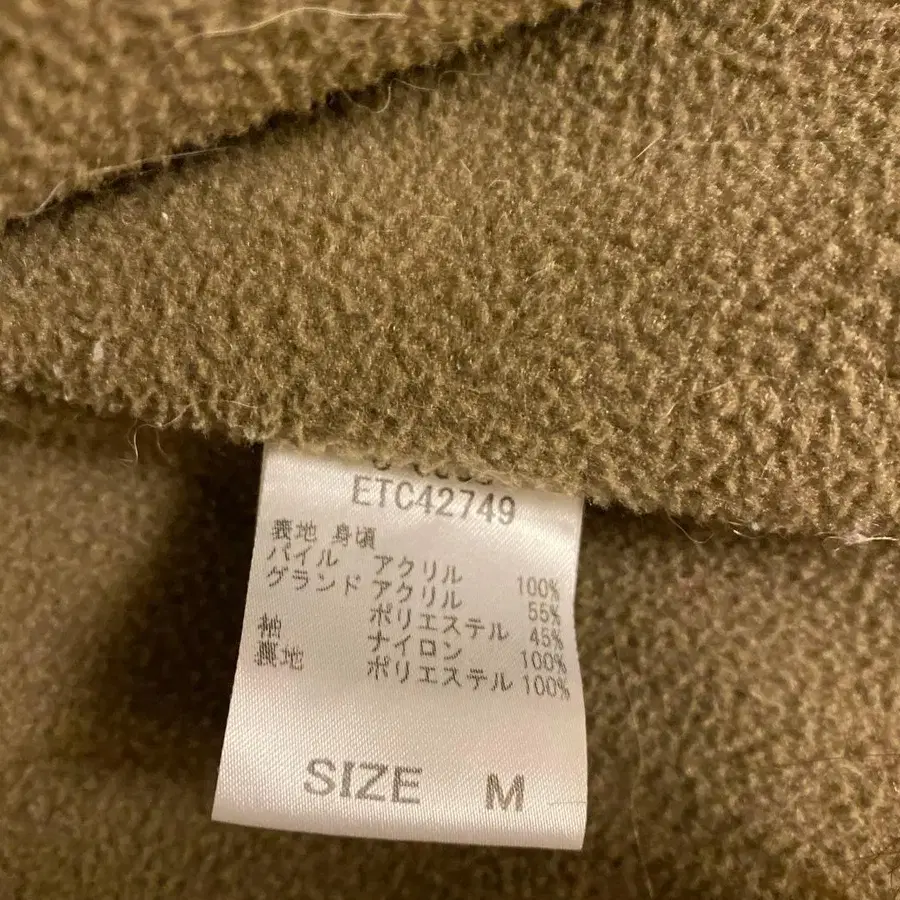 ETC42749
表地 身頃
パイル アクリル 100%
グランド アクリル 55%
ポリエステル 45%
袖 ナイロン 100%
裏地 ポリエステル 100%
SIZE M